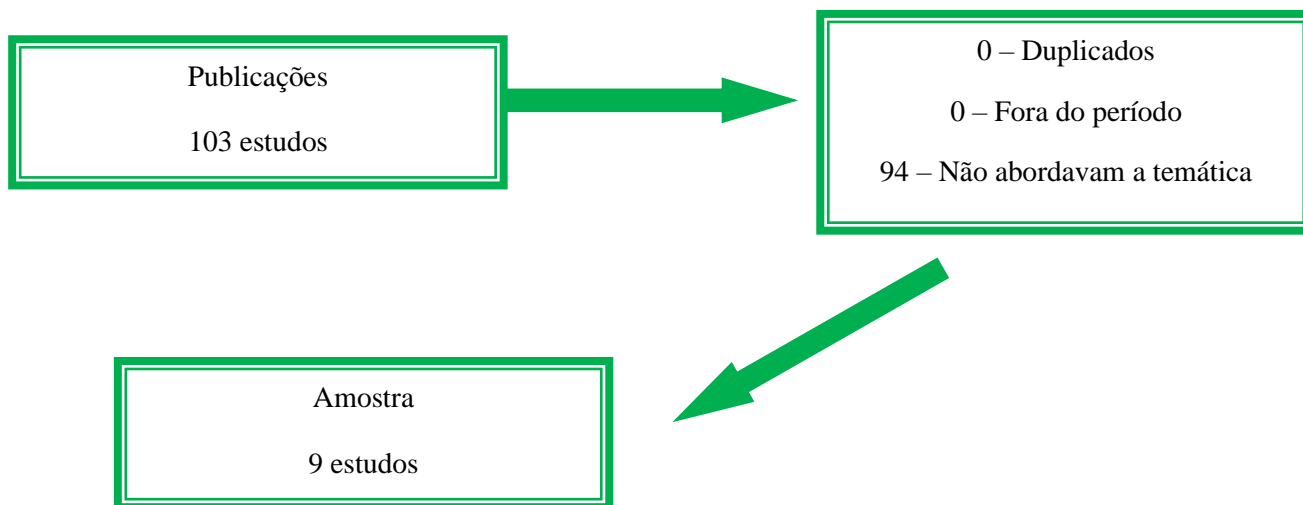 Publicações
103 estudos
0 – Duplicados
0 – Fora do período
94 – Não abordavam a temática
Amostra
9 estudos